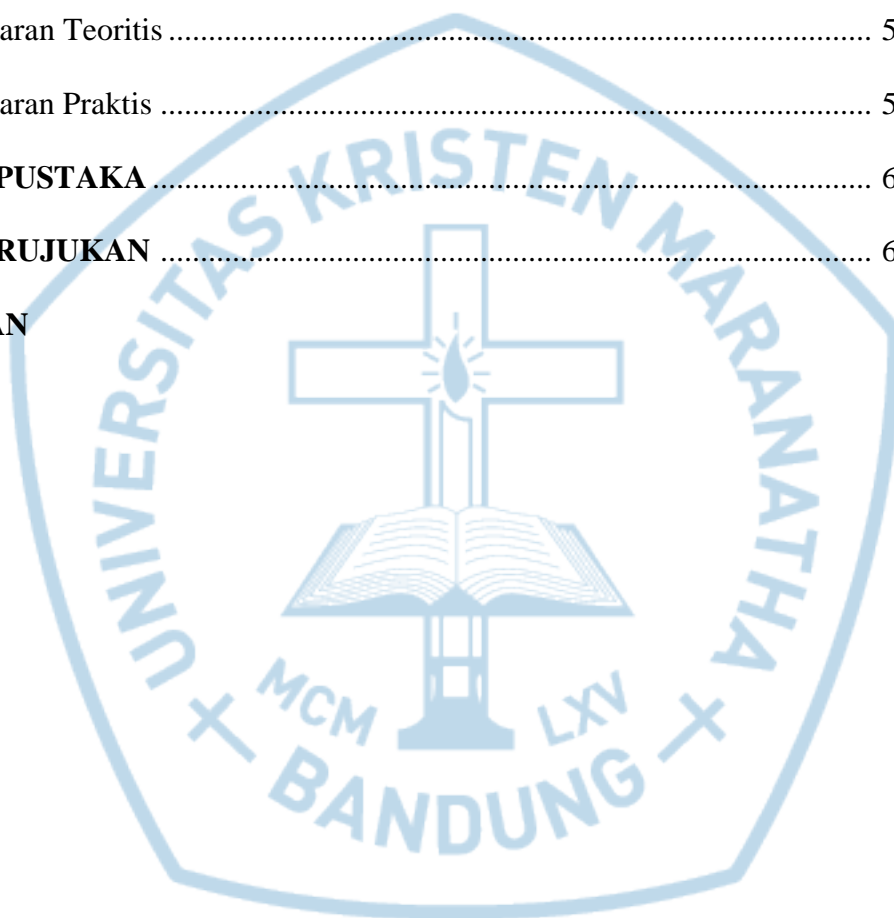 aran Teoritis ........................................................................................ 5
aran Praktis ......................................................................................... 5
PUSTAKA .......................................................................................... 6
RUJUKAN ......................................................................................... 6
AN
UNIVERSITAS KRISTEN MARANATHA
MCM LXV
BANDUNG